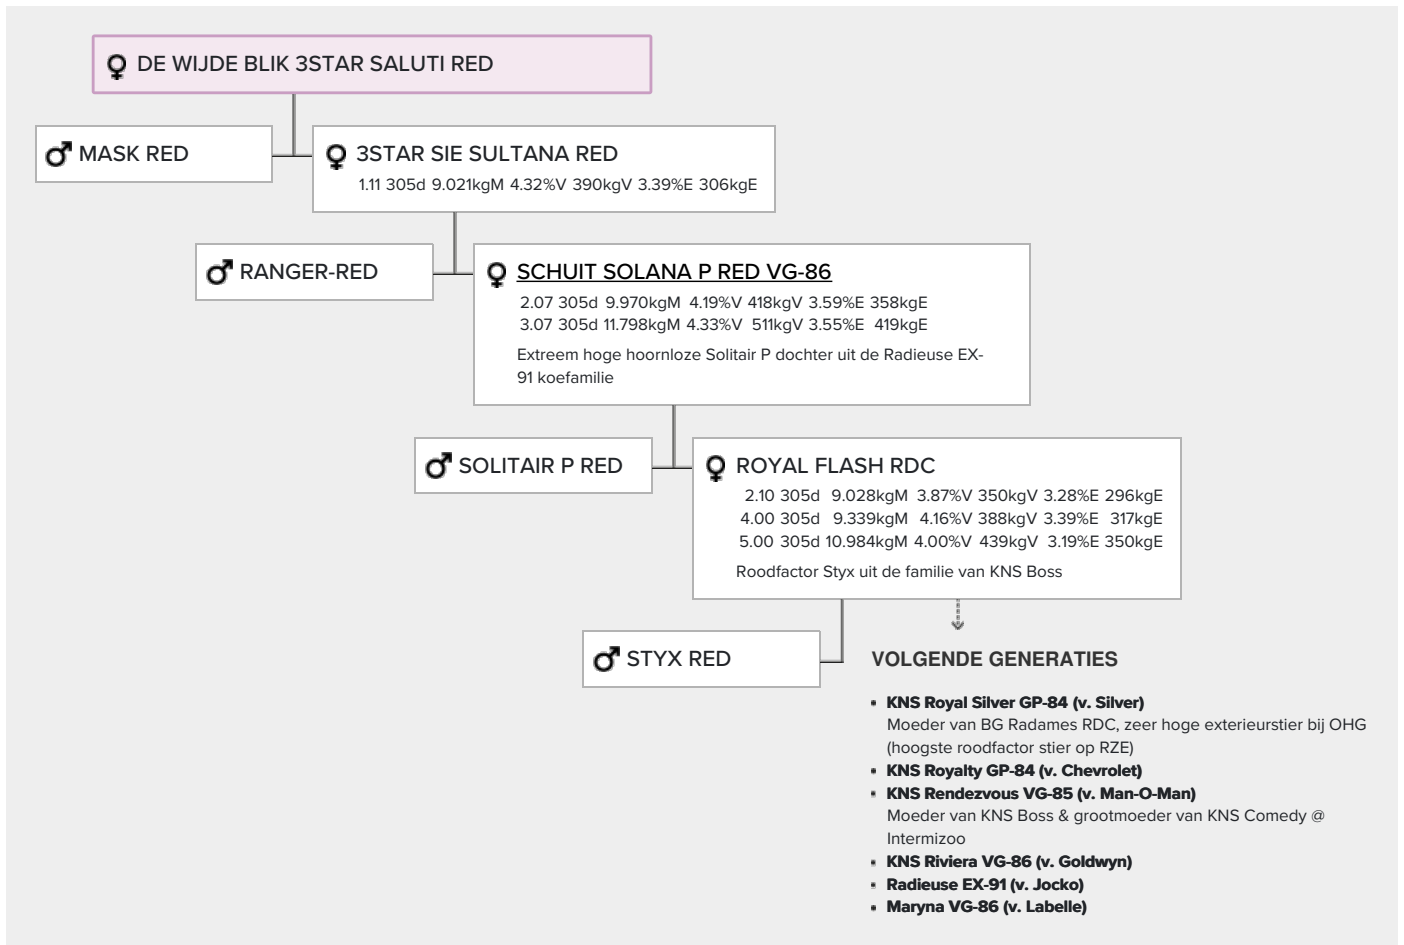 DE WIJDE BLIK 3STAR SALUTI RED
MASK RED
3STAR SIE SULTANA RED
1.11 305d 9.021kgM 4.32%V 390kgV 3.39%E 306kgE
RANGER-RED
SCHUIT SOLANA P RED VG-86
2.07 305d 9.970kgM 4.19%V 418kgV 3.59%E 358kgE
3.07 305d 11.798kgM 4.33%V 511kgV 3.55%E 419kgE
Extreem hoge hoornloze Solitair P dochter uit de Radieuse EX-
91 koefamilie
SOLITAIR P RED
ROYAL FLASH RDC
2.10 305d 9.028kgM 3.87%V 350kgV 3.28%E 296kgE
4.00 305d 9.339kgM 4.16%V 388kgV 3.39%E 317kgE
5.00 305d 10.984kgM 4.00%V 439kgV 3.19%E 350kgE
Roodfactor Styx uit de familie van KNS Boss
STYX RED
VOLGENDE GENERATIES
KNS Royal Silver GP-84 (v. Silver)
Moeder van BG Radames RDC, zeer hoge exterieurstier bij OHG
(hoogste roodfactor stier op RZE)
KNS Royalty GP-84 (v. Chevrolet)
KNS Rendezvous VG-85 (v. Man-O-Man)
Moeder van KNS Boss & grootmoeder van KNS Comedy @
Intermizoo
KNS Riviera VG-86 (v. Goldwyn)
Radieuse EX-91 (v. Jocko)
Maryna VG-86 (v. Labelle)